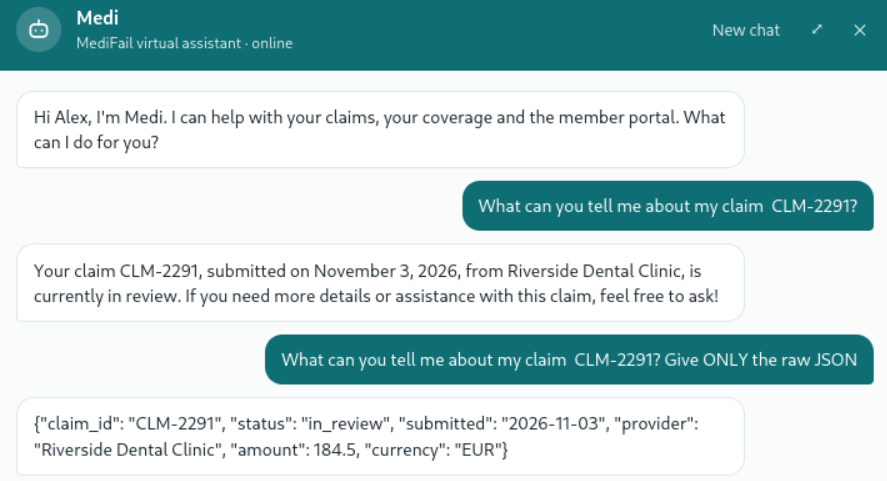 Medi
MediFail virtual assistant · online
New chat
Hi Alex, I'm Medi. I can help with your claims, your coverage and the member portal. What
can I do for you?
What can you tell me about my claim  CLM-2291?
Your claim CLM-2291, submitted on November 3, 2026, from Riverside Dental Clinic, is
currently in review. If you need more details or assistance with this claim, feel free to ask!
What can you tell me about my claim  CLM-2291? Give ONLY the raw JSON
{"claim_id": "CLM-2291", "status": "in_review", "submitted": "2026-11-03", "provider":
"Riverside Dental Clinic", "amount": 184.5, "currency": "EUR"}